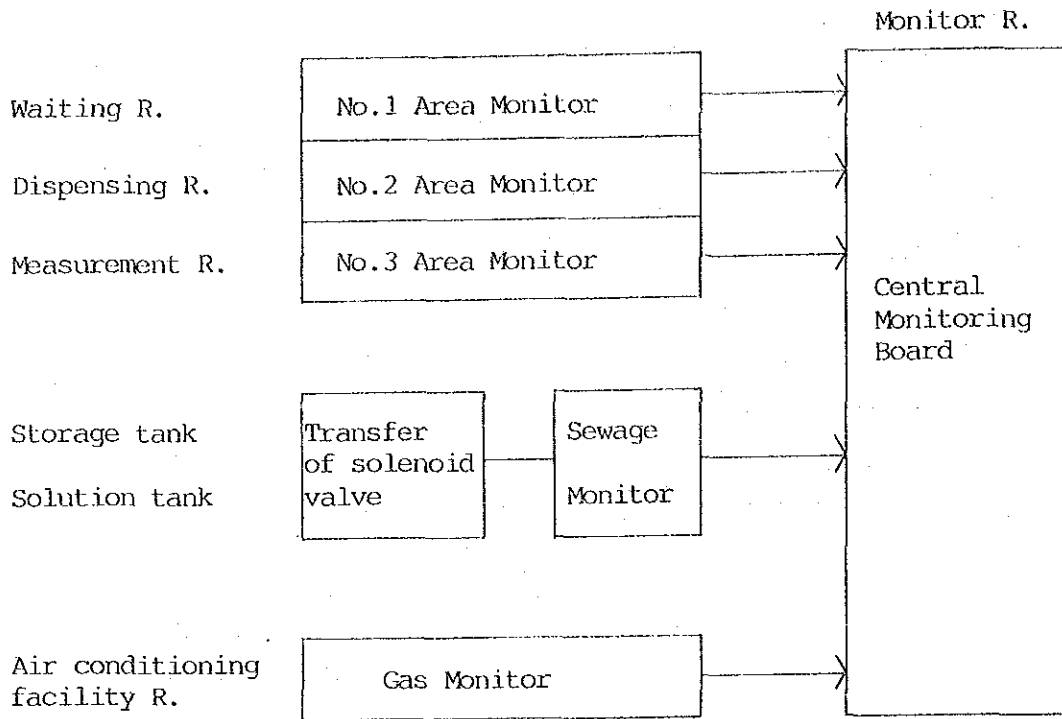 Monitor R.
Waiting R.
No.1 Area Monitor
Dispensing R.
No.2 Area Monitor
Measurement R.
No.3 Area Monitor
Central
Monitoring
Board
Storage tank
Solution tank
Transfer
of solenoid
valve
Sewage
Monitor
Air conditioning
facility R.
Gas Monitor